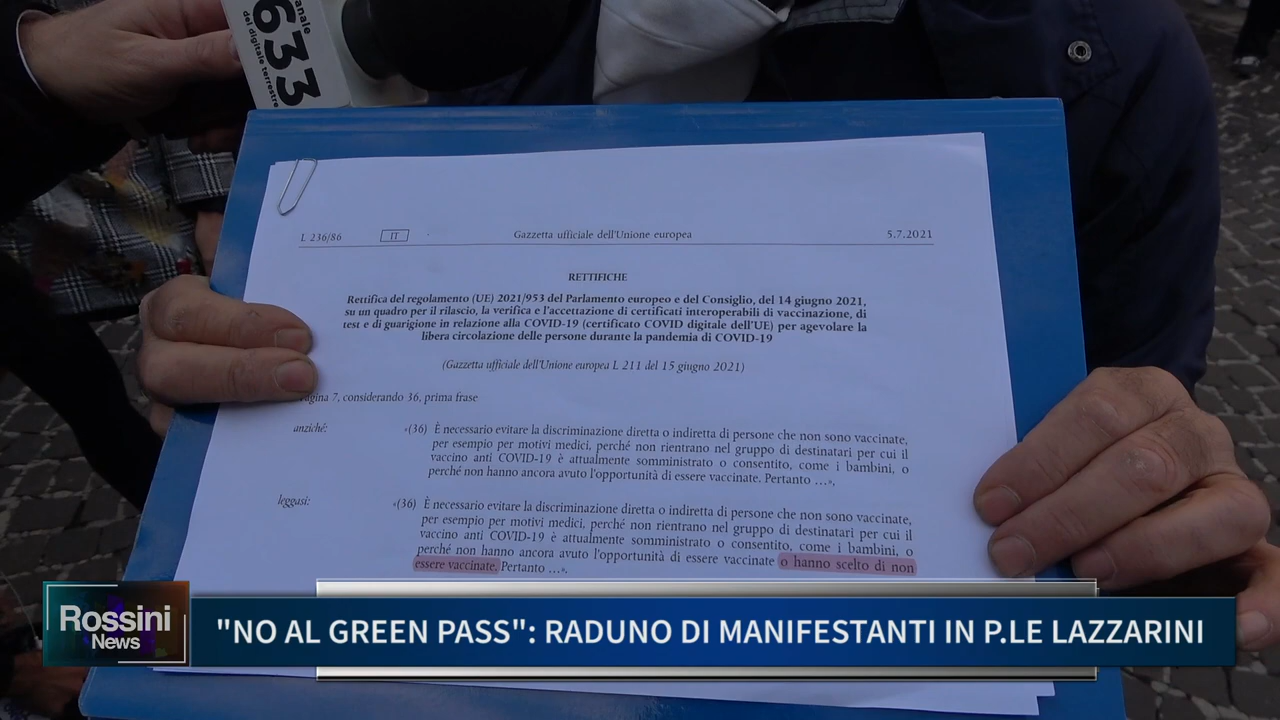 canale
633
del digitale terrestre
L 236/86 IT Gazzetta ufficiale dell'Unione europea 5.7.2021
RETTIFICHE
Rettifica del regolamento (UE) 2021/953 del Parlamento europeo e del Consiglio, del 14 giugno 2021,
su un quadro per il rilascio, la verifica e l'accettazione di certificati interoperabili di vaccinazione, di
test e di guarigione in relazione alla COVID-19 (certificato COVID digitale dell'UE) per agevolare la
libera circolazione delle persone durante la pandemia di COVID-19
(Gazzetta ufficiale dell'Unione europea L 211 del 15 giugno 2021)
agina 7, considerando 36, prima frase
anziché: «(36) È necessario evitare la discriminazione diretta o indiretta di persone che non sono vaccinate,
per esempio per motivi medici, perché non rientrano nel gruppo di destinatari per cui il
vaccino anti COVID-19 è attualmente somministrato o consentito, come i bambini, o
perché non hanno ancora avuto l'opportunità di essere vaccinate. Pertanto …».
leggasi: «(36) È necessario evitare la discriminazione diretta o indiretta di persone che non sono vaccinate,
per esempio per motivi medici, perché non rientrano nel gruppo di destinatari per cui il
vaccino anti COVID-19 è attualmente somministrato o consentito, come i bambini, o
perché non hanno ancora avuto l'opportunità di essere vaccinate o hanno scelto di non
essere vaccinate. Pertanto …».
Rossini
News
"NO AL GREEN PASS": RADUNO DI MANIFESTANTI IN P.LE LAZZARINI